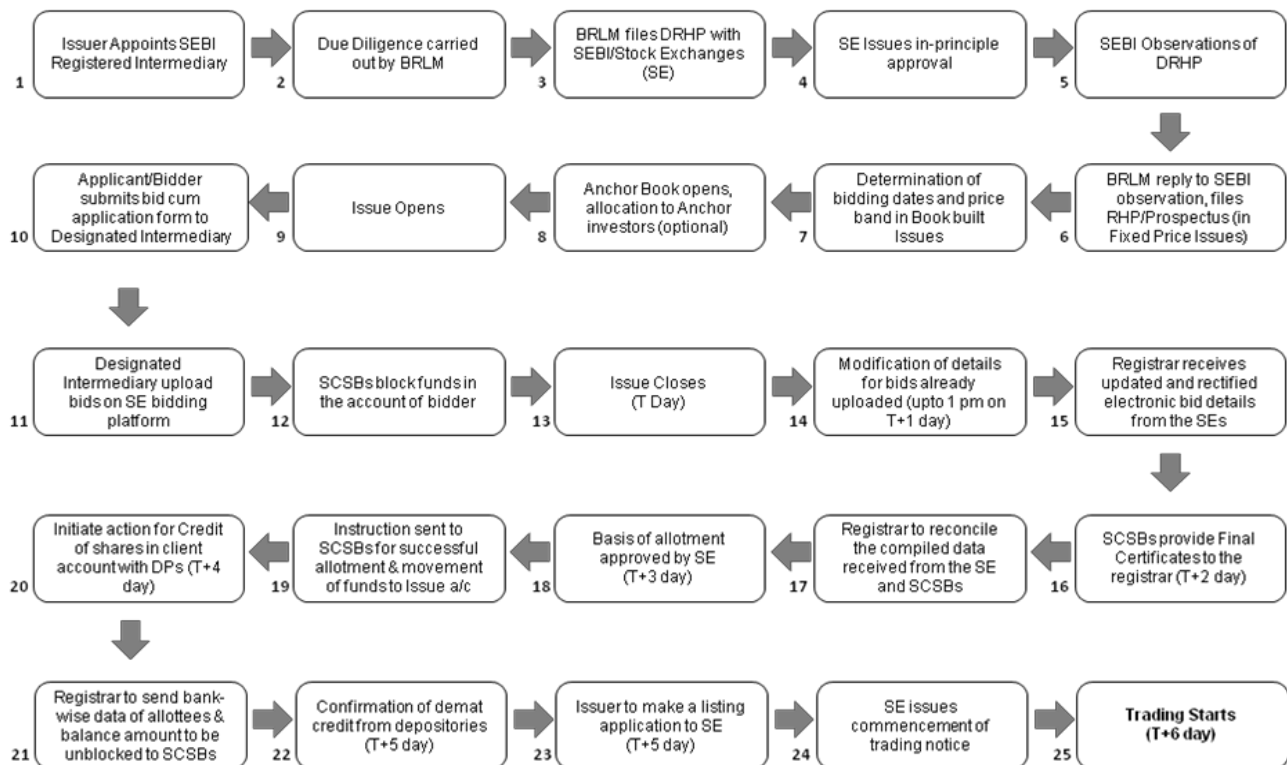 Issuer Appoints SEBI
Registered Intermediary
1
Due Diligence carried
out by BRLM
2
BRLM files DRHP with
SEBI/Stock Exchanges
(SE)
3
SE Issues in-principle
approval
4
SEBI Observations of
DRHP
5
BRLM reply to SEBI
observation, files
RHP/Prospectus (in
Fixed Price Issues)
6
Determination of
bidding dates and price
band in Book built
Issues
7
Anchor Book opens,
allocation to Anchor
investors (optional)
8
Issue Opens
9
Applicant/Bidder
submits bid cum
application form to
Designated Intermediary
10
Designated
Intermediary upload
bids on SE bidding
platform
11
SCSBs block funds in
the account of bidder
12
Issue Closes
(T Day)
13
Modification of details
for bids already
uploaded (upto 1 pm on
T+1 day)
14
Registrar receives
updated and rectified
electronic bid details
from the SEs
15
SCSBs provide Final
Certificates to the
registrar (T+2 day)
16
Registrar to reconcile
the compiled data
received from the SE
and SCSBs
17
Basis of allotment
approved by SE
(T+3 day)
18
Instruction sent to
SCSBs for successful
allotment & movement
of funds to Issue a/c
19
Initiate action for Credit
of shares in client
account with DPs (T+4
day)
20
Registrar to send bank-
wise data of allottees &
balance amount to be
unblocked to SCSBs
21
Confirmation of demat
credit from depositories
(T+5 day)
22
Issuer to make a listing
application to SE
(T+5 day)
23
SE issues
commencement of
trading notice
24
Trading Starts
(T+6 day)
25